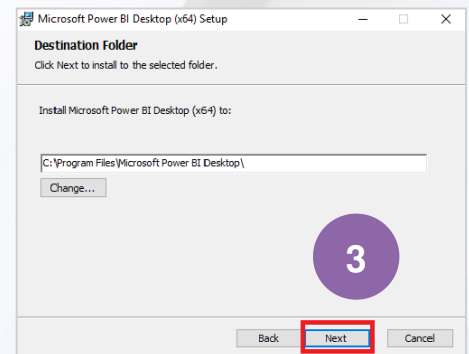 Microsoft Power BI Desktop (x64) Setup
Destination Folder
Click Next to install to the selected folder.
Install Microsoft Power BI Desktop (x64) to:
C:\Program Files\Microsoft Power BI Desktop\
Change...
3
Back Next Cancel